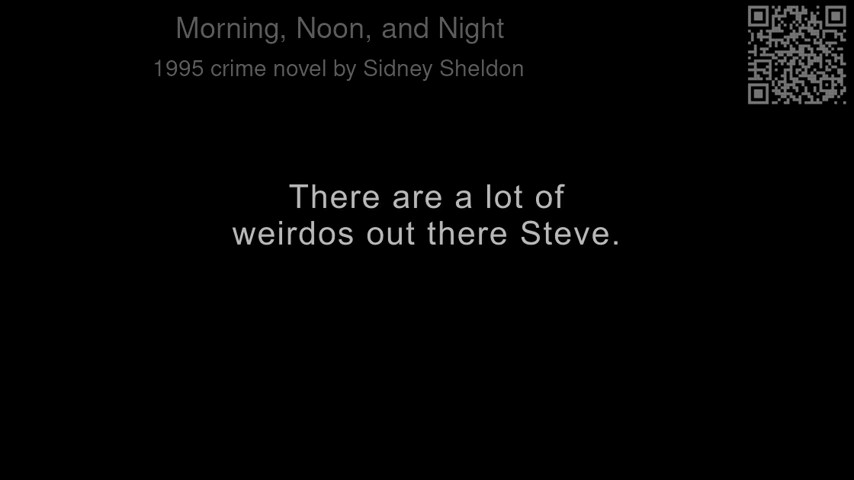 Morning, Noon, and Night
1995 crime novel by Sidney Sheldon
There are a lot of
weirdos out there Steve.